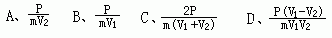 A、P/mV2 B、P/mV1 C、2P/m(V1+V2) D、P(V1-V2)/mV1V2